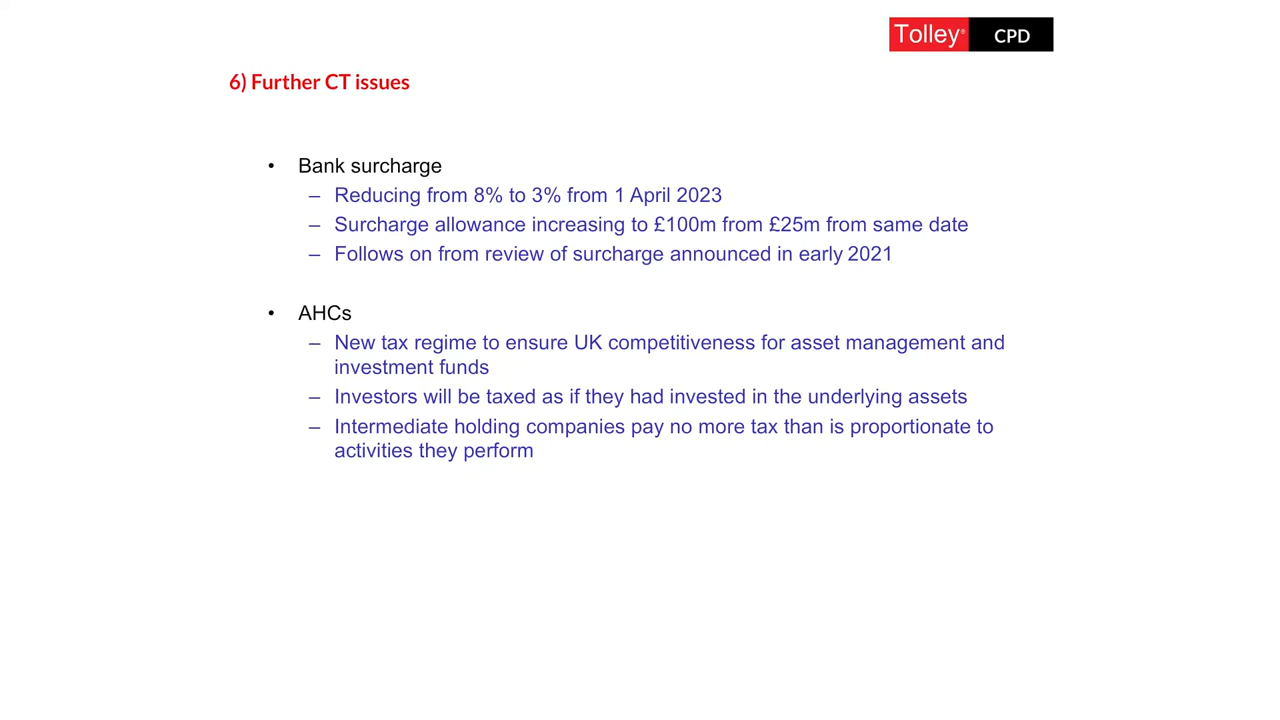 Tolley® CPD
6) Further CT issues
• Bank surcharge
– Reducing from 8% to 3% from 1 April 2023
– Surcharge allowance increasing to £100m from £25m from same date
– Follows on from review of surcharge announced in early 2021
• AHCs
– New tax regime to ensure UK competitiveness for asset management and
investment funds
– Investors will be taxed as if they had invested in the underlying assets
– Intermediate holding companies pay no more tax than is proportionate to
activities they perform